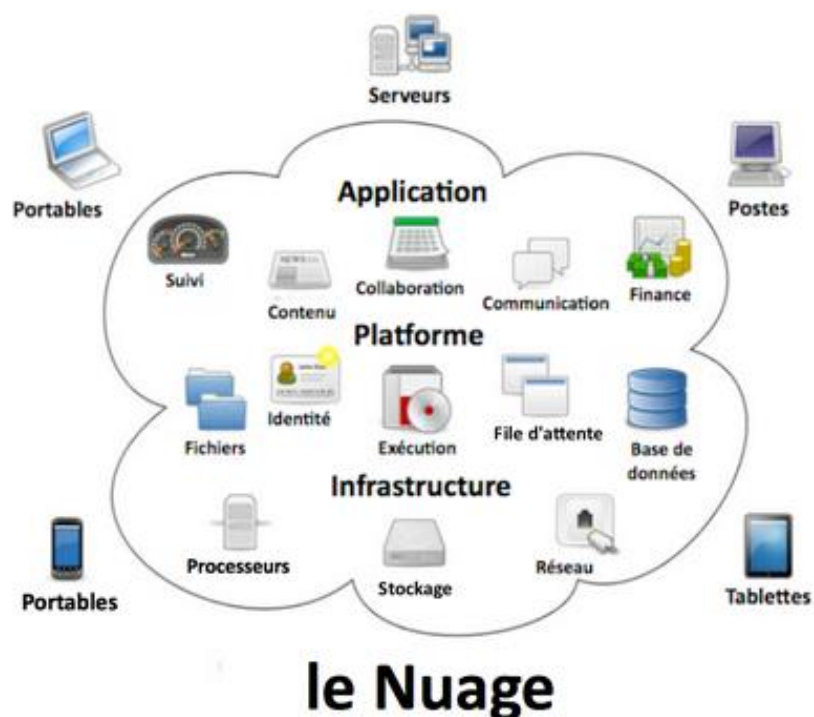 Serveurs
Portables
Postes
Application
Suivi
Contenu
Collaboration
Communication
Finance
Platforme
Fichiers
Identité
Exécution
File d'attente
Base de
données
Infrastructure
Processeurs
Stockage
Réseau
Portables
Tablettes
le Nuage